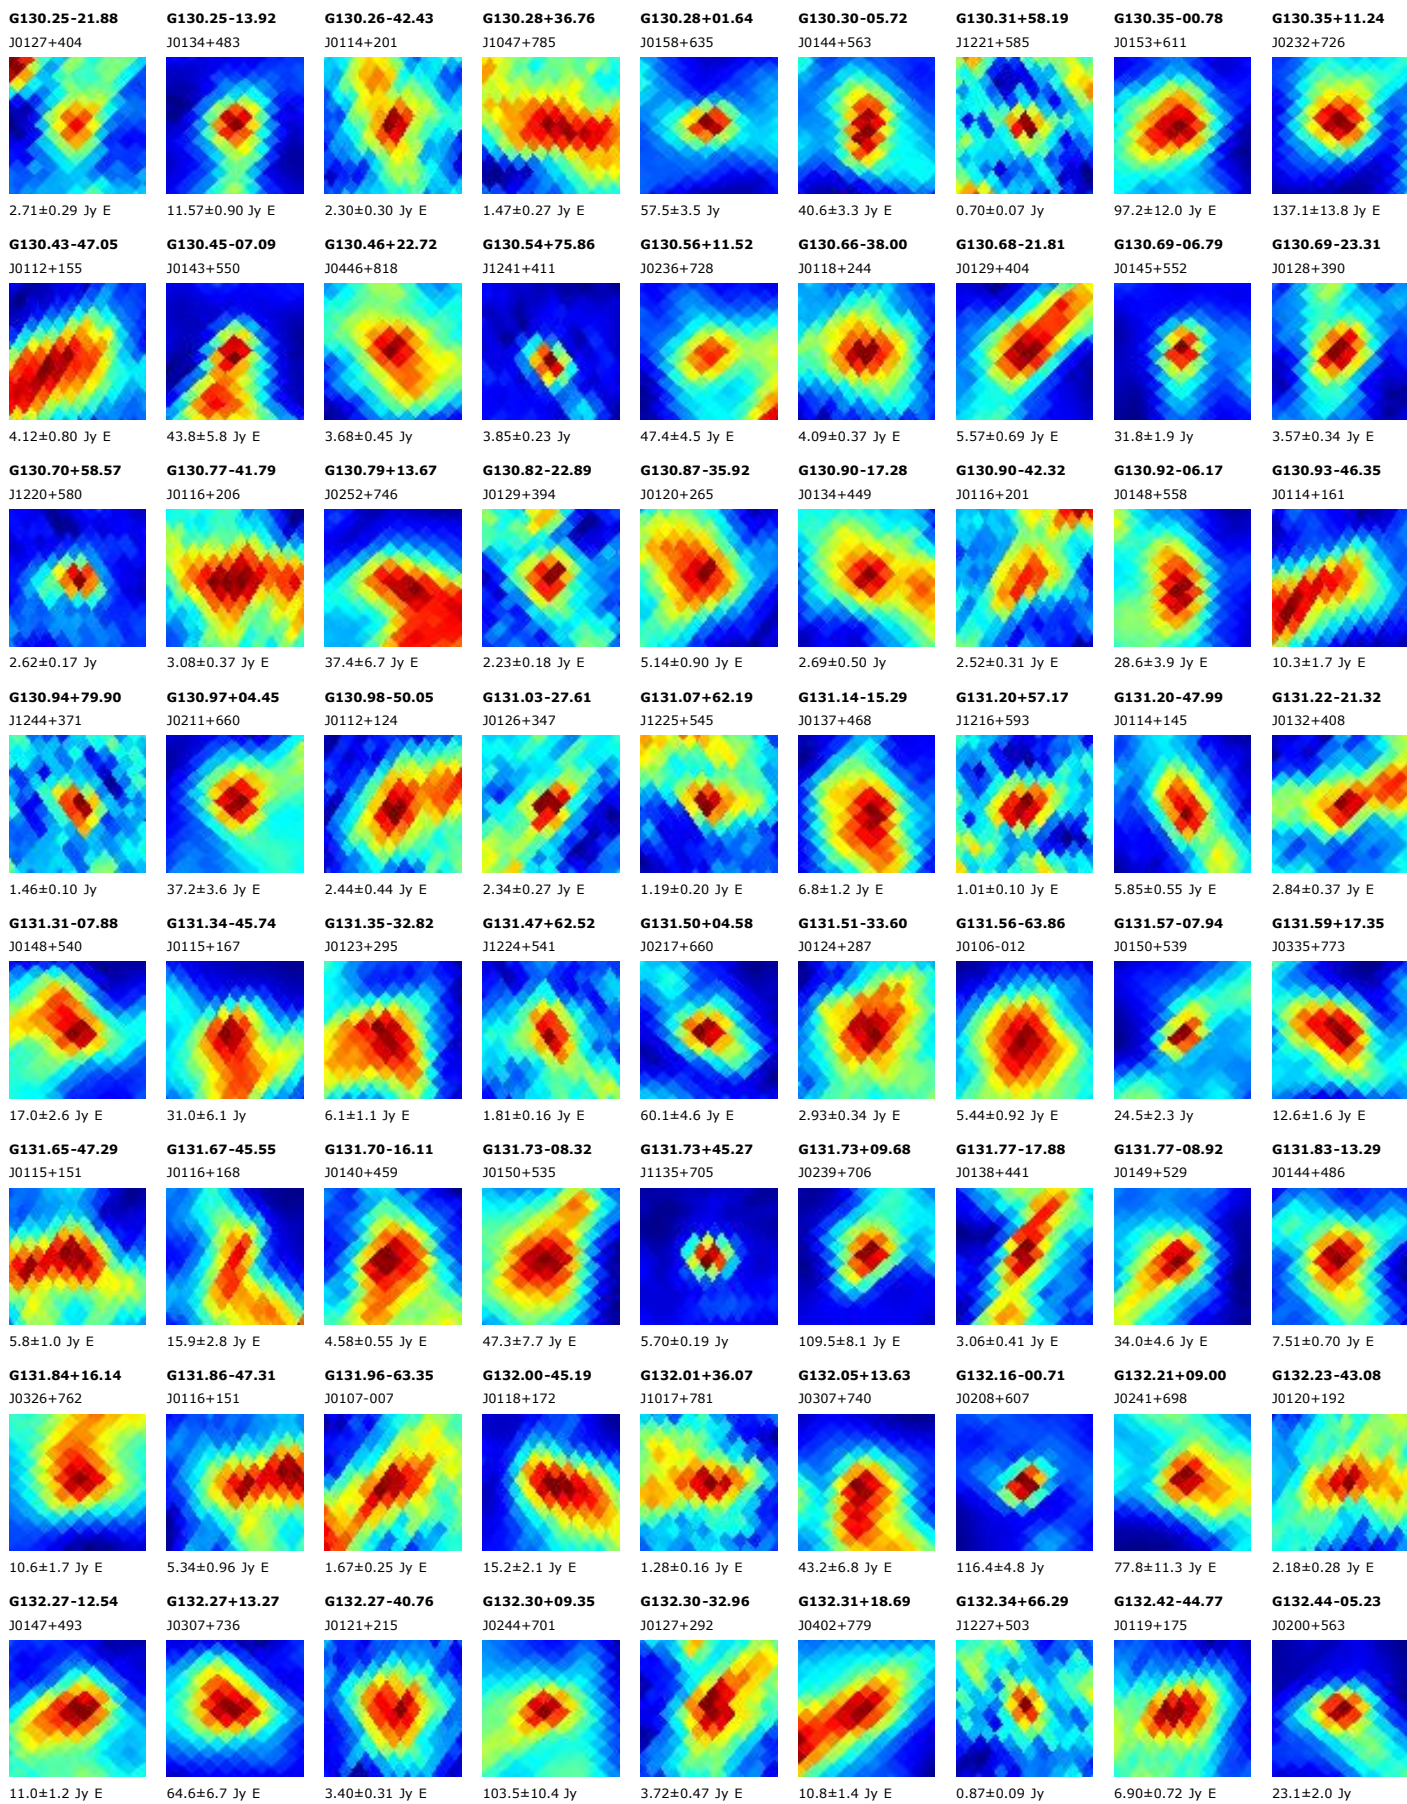 G130.25-21.88 G130.25-13.92 G130.26-42.43 G130.28+36.76 G130.28+01.64 G130.30-05.72 G130.31+58.19 G130.35-00.78 G130.35+11.24
J0127+404 J0134+483 J0114+201 J1047+785 J0158+635 J0144+563 J1221+585 J0153+611 J0232+726
2.71±0.29 Jy E 11.57±0.90 Jy E 2.30±0.30 Jy E 1.47±0.27 Jy E 57.5±3.5 Jy 40.6±3.3 Jy E 0.70±0.07 Jy 97.2±12.0 Jy E 137.1±13.8 Jy E
G130.43-47.05 G130.45-07.09 G130.46+22.72 G130.54+75.86 G130.56+11.52 G130.66-38.00 G130.68-21.81 G130.69-06.79 G130.69-23.31
J0112+155 J0143+550 J0446+818 J1241+411 J0236+728 J0118+244 J0129+404 J0145+552 J0128+390
4.12±0.80 Jy E 43.8±5.8 Jy E 3.68±0.45 Jy 3.85±0.23 Jy 47.4±4.5 Jy E 4.09±0.37 Jy E 5.57±0.69 Jy E 31.8±1.9 Jy 3.57±0.34 Jy E
G130.70+58.57 G130.77-41.79 G130.79+13.67 G130.82-22.89 G130.87-35.92 G130.90-17.28 G130.90-42.32 G130.92-06.17 G130.93-46.35
J1220+580 J0116+206 J0252+746 J0129+394 J0120+265 J0134+449 J0116+201 J0148+558 J0114+161
2.62±0.17 Jy 3.08±0.37 Jy E 37.4±6.7 Jy E 2.23±0.18 Jy E 5.14±0.90 Jy E 2.69±0.50 Jy 2.52±0.31 Jy E 28.6±3.9 Jy E 10.3±1.7 Jy E
G130.94+79.90 G130.97+04.45 G130.98-50.05 G131.03-27.61 G131.07+62.19 G131.14-15.29 G131.20+57.17 G131.20-47.99 G131.22-21.32
J1244+371 J0211+660 J0112+124 J0126+347 J1225+545 J0137+468 J1216+593 J0114+145 J0132+408
1.46±0.10 Jy 37.2±3.6 Jy E 2.44±0.44 Jy E 2.34±0.27 Jy E 1.19±0.20 Jy E 6.8±1.2 Jy E 1.01±0.10 Jy E 5.85±0.55 Jy E 2.84±0.37 Jy E
G131.31-07.88 G131.34-45.74 G131.35-32.82 G131.47+62.52 G131.50+04.58 G131.51-33.60 G131.56-63.86 G131.57-07.94 G131.59+17.35
J0148+540 J0115+167 J0123+295 J1224+541 J0217+660 J0124+287 J0106-012 J0150+539 J0335+773
17.0±2.6 Jy E 31.0±6.1 Jy 6.1±1.1 Jy E 1.81±0.16 Jy E 60.1±4.6 Jy E 2.93±0.34 Jy E 5.44±0.92 Jy E 24.5±2.3 Jy 12.6±1.6 Jy E
G131.65-47.29 G131.67-45.55 G131.70-16.11 G131.73-08.32 G131.73+45.27 G131.73+09.68 G131.77-17.88 G131.77-08.92 G131.83-13.29
J0115+151 J0116+168 J0140+459 J0150+535 J1135+705 J0239+706 J0138+441 J0149+529 J0144+486
5.8±1.0 Jy E 15.9±2.8 Jy E 4.58±0.55 Jy E 47.3±7.7 Jy E 5.70±0.19 Jy 109.5±8.1 Jy E 3.06±0.41 Jy E 34.0±4.6 Jy E 7.51±0.70 Jy E
G131.84+16.14 G131.86-47.31 G131.96-63.35 G132.00-45.19 G132.01+36.07 G132.05+13.63 G132.16-00.71 G132.21+09.00 G132.23-43.08
J0326+762 J0116+151 J0107-007 J0118+172 J1017+781 J0307+740 J0208+607 J0241+698 J0120+192
10.6±1.7 Jy E 5.34±0.96 Jy E 1.67±0.25 Jy E 15.2±2.1 Jy E 1.28±0.16 Jy E 43.2±6.8 Jy E 116.4±4.8 Jy 77.8±11.3 Jy E 2.18±0.28 Jy E
G132.27-12.54 G132.27+13.27 G132.27-40.76 G132.30+09.35 G132.30-32.96 G132.31+18.69 G132.34+66.29 G132.42-44.77 G132.44-05.23
J0147+493 J0307+736 J0121+215 J0244+701 J0127+292 J0402+779 J1227+503 J0119+175 J0200+563
11.0±1.2 Jy E 64.6±6.7 Jy E 3.40±0.31 Jy E 103.5±10.4 Jy 3.72±0.47 Jy E 10.8±1.4 Jy E 0.87±0.09 Jy 6.90±0.72 Jy E 23.1±2.0 Jy